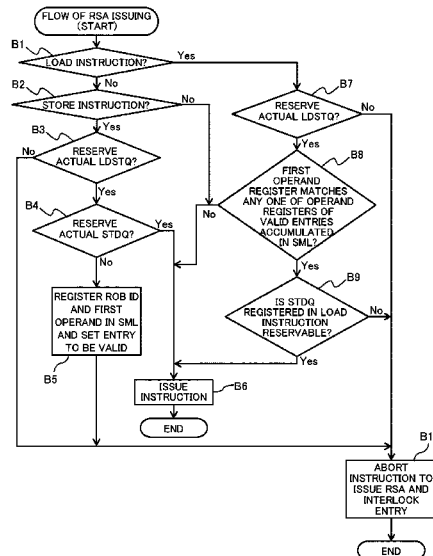 FLOW OF RSA ISSUING
(START)
B1
LOAD INSTRUCTION?
Yes
No
B2
STORE INSTRUCTION?
No
Yes
B3
RESERVE
ACTUAL LDSTQ?
No
Yes
B4
RESERVE
ACTUAL STDQ?
Yes
No
REGISTER ROB ID
AND FIRST
OPERAND IN SML
AND SET ENTRY
TO BE VALID
B5
B7
RESERVE
ACTUAL LDSTQ?
No
Yes
B8
FIRST
OPERAND
REGISTER MATCHES
ANY ONE OF OPERAND
REGISTERS OF
VALID ENTRIES
ACCUMULATED
IN SML?
No
Yes
B9
IS STDQ
REGISTERED IN LOAD
INSTRUCTION
RESERVABLE?
No
Yes
ISSUE
INSTRUCTION
B6
END
B1
ABORT
INSTRUCTION TO
ISSUE RSA AND
INTERLOCK
ENTRY
END